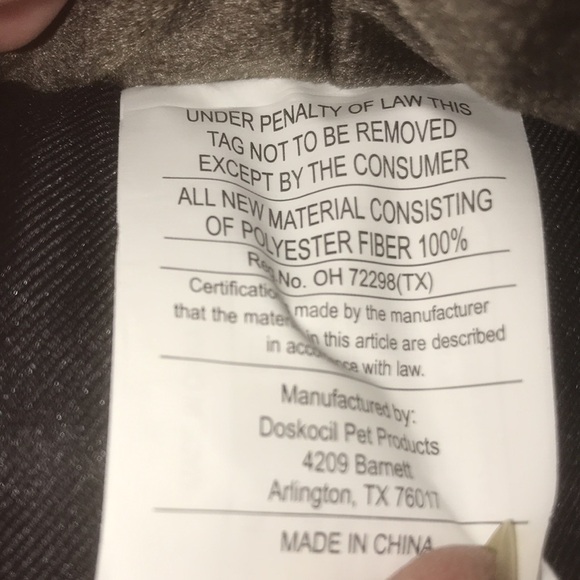 UNDER PENALTY OF LAW THIS
TAG NOT TO BE REMOVED
EXCEPT BY THE CONSUMER
ALL NEW MATERIAL CONSISTING
OF POLYESTER FIBER 100%
Reg No. OH 72298(TX)
made by the manufacturer
that the in this article are described
in with law.
Manufactured by:
Doskocil Pet Products
4209 Barnett
Arlington, TX 76017
MADE IN CHINA